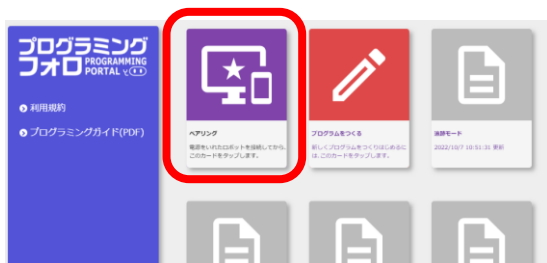 プログラミング
フォロ PROGRAMMING
PORTAL
利用規約
プログラミングガイド(PDF)
ペアリング
電源をいれたロボットを接続してから、
このカードをタップします。
プログラムをつくる
新しくプログラムをつくりはじめるに
は、このカードをタップします。
追跡モード
2022/10/7 10:51:31 更新